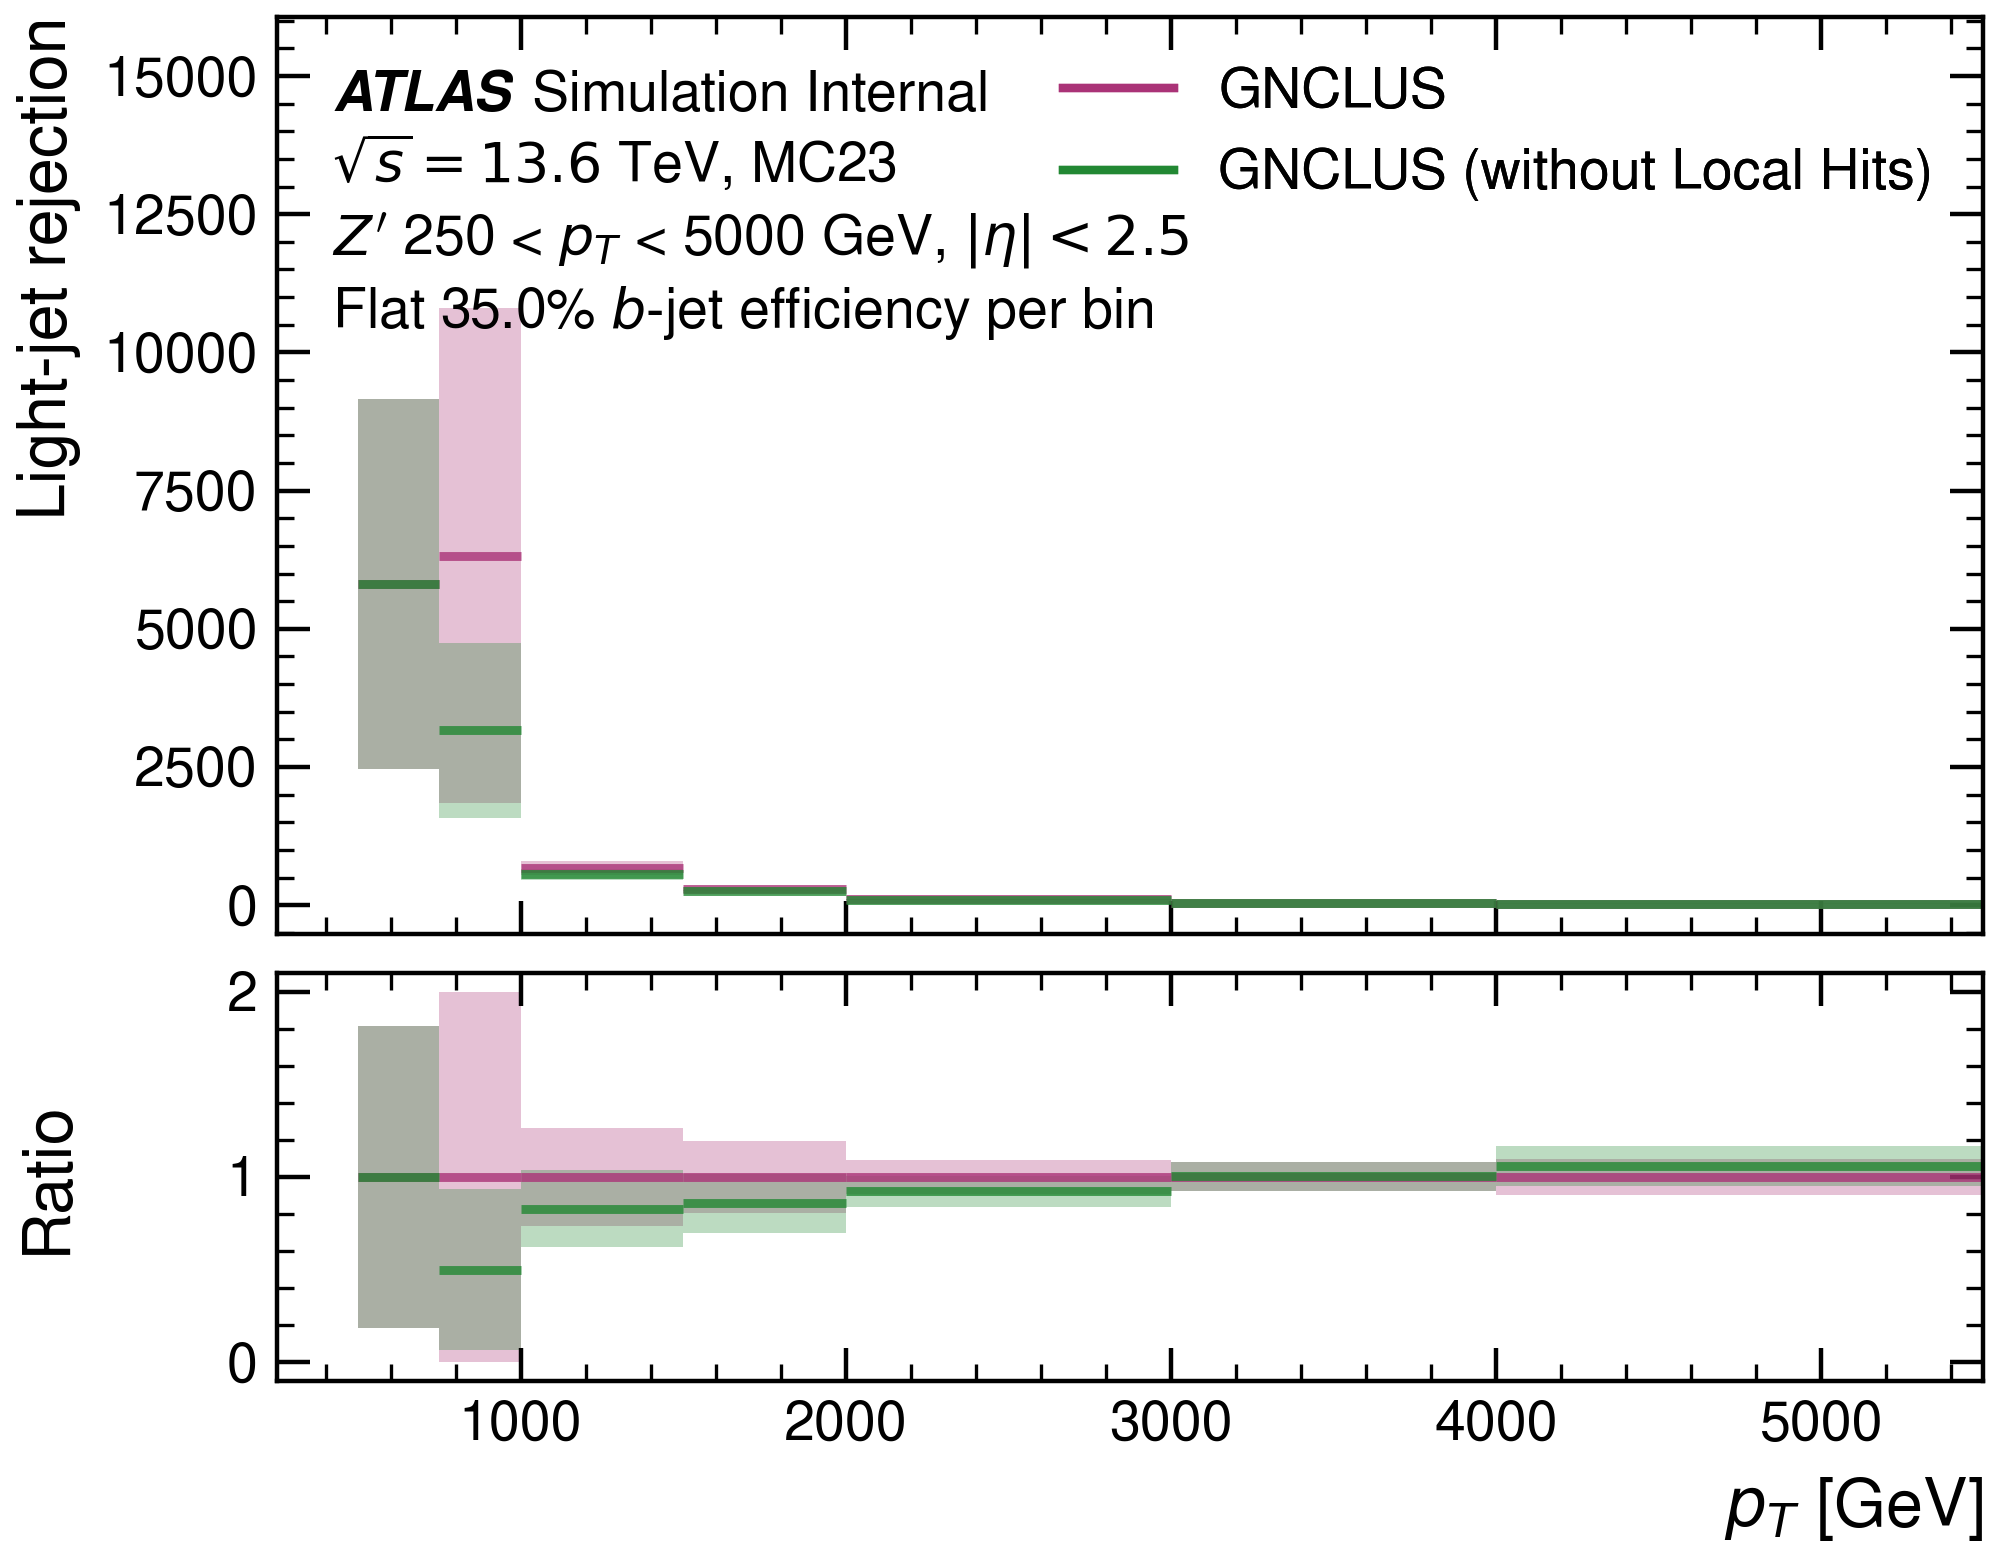 Light-jet rejection
15000
12500
10000
7500
5000
2500
0
ATLAS Simulation Internal
√s = 13.6 TeV, MC23
Z′ 250 < p_T < 5000 GeV, |η| < 2.5
Flat 35.0% b-jet efficiency per bin
GNCLUS
GNCLUS (without Local Hits)
Ratio
2
1
0
1000 2000 3000 4000 5000
p_T [GeV]